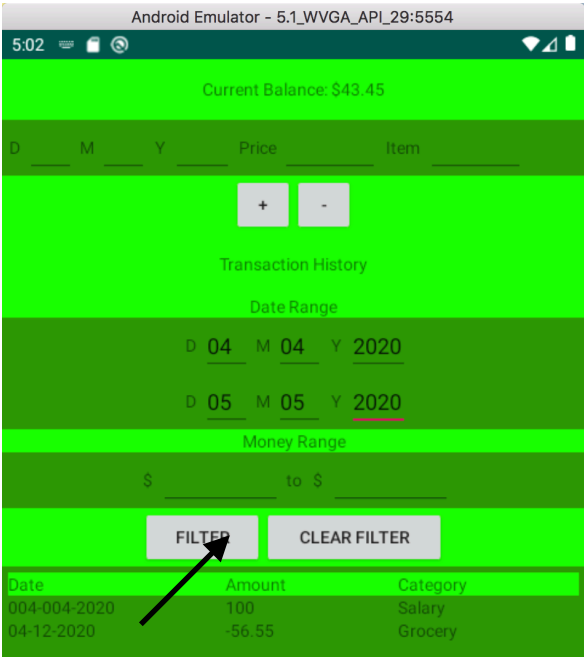 Android Emulator - 5.1_WVGA_API_29:5554
5:02
Current Balance: $43.45
D M Y Price Item
+ -
Transaction History
Date Range
D 04 M 04 Y 2020
D 05 M 05 Y 2020
Money Range
$ to $
FILTER CLEAR FILTER
Date Amount Category
004-004-2020 100 Salary
04-12-2020 -56.55 Grocery